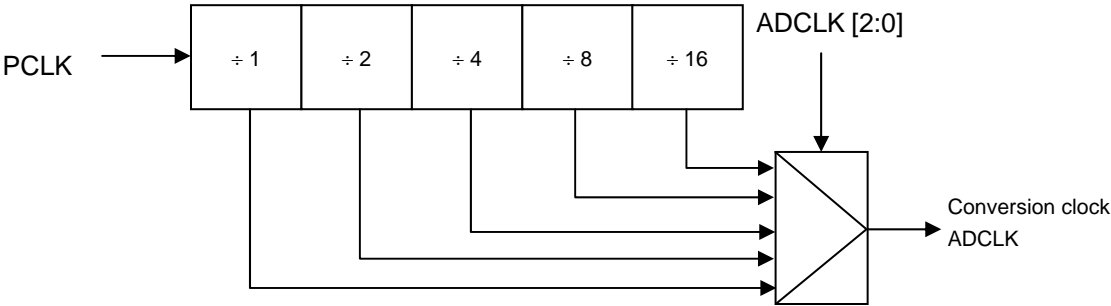 ADCLK [2:0]
PCLK
÷ 1
÷ 2
÷ 4
÷ 8
÷ 16
Conversion clock
ADCLK